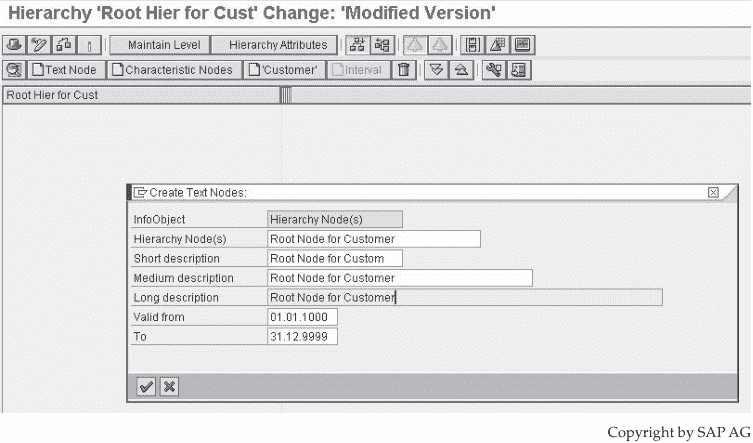 Hierarchy 'Root Hier for Cust' Change: 'Modified Version'
Maintain Level Hierarchy Attributes
Text Node Characteristic Nodes 'Customer' Interval
Root Hier for Cust
Create Text Nodes:
InfoObject Hierarchy Node(s)
Hierarchy Node(s) Root Node for Customer
Short description Root Node for Custom
Medium description Root Node for Customer
Long description Root Node for Customer
Valid from 01.01.1000
To 31.12.9999
Copyright by SAP AG